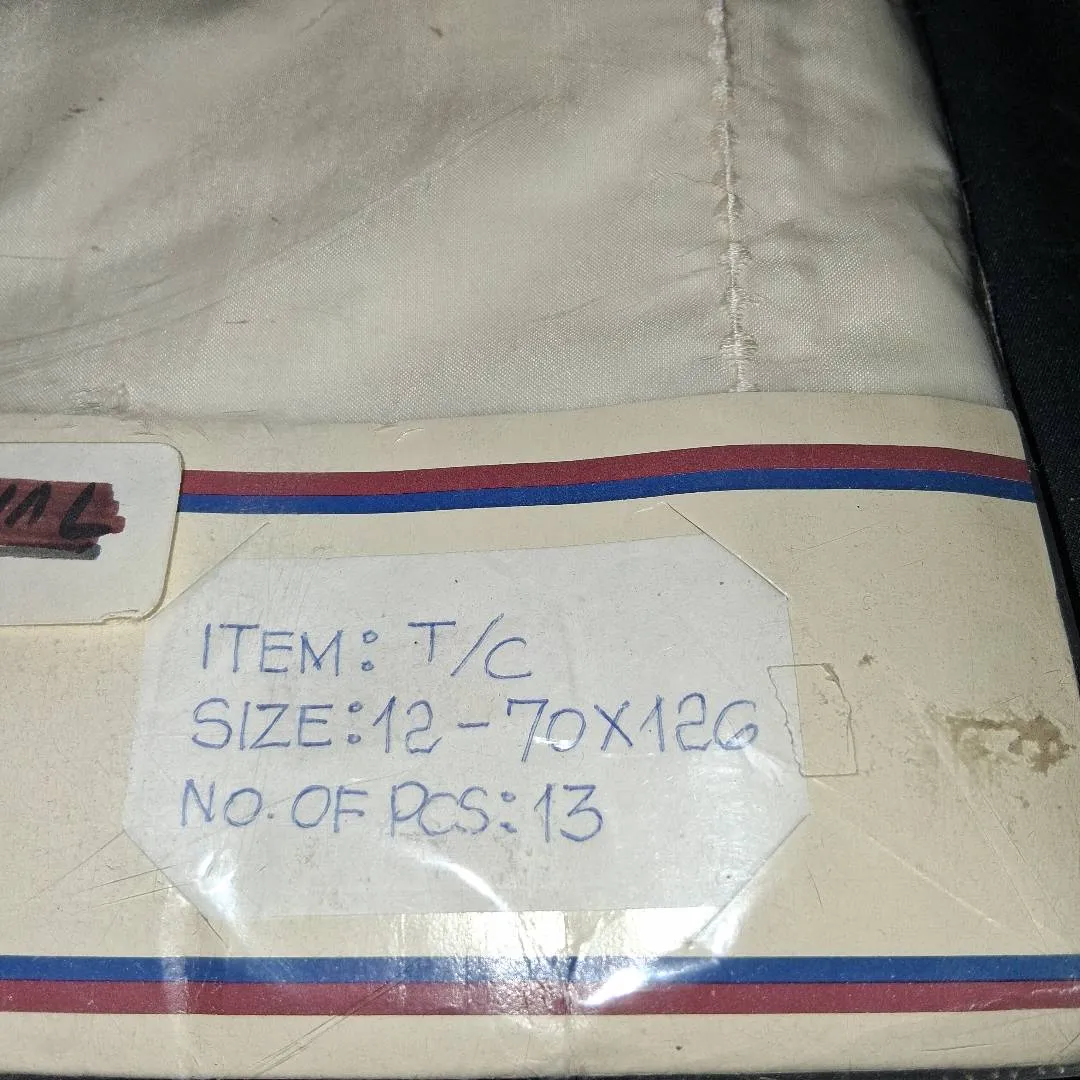 ITEM: T/C
SIZE:12-70X126
NO. OF PCS:13